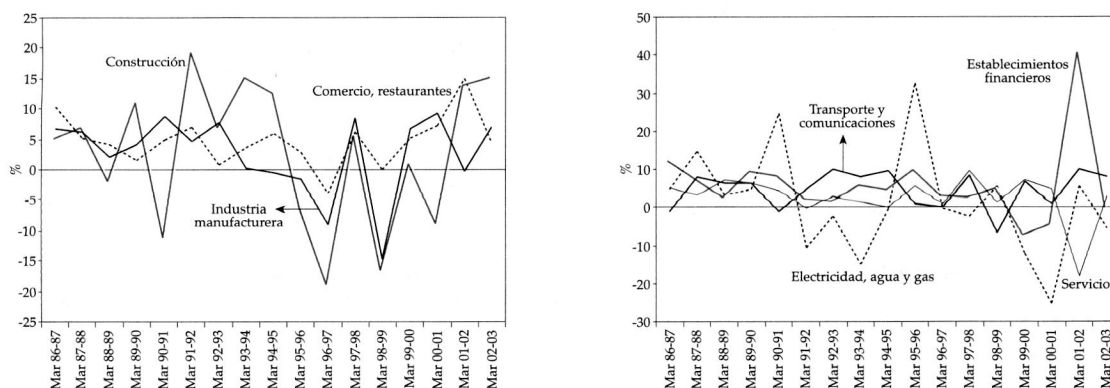 25
20
15
10
5
0
-5
-10
-15
-20
-25
%
Construcción
Comercio, restaurantes
Industria
manufacturera
Mar 86-87
Mar 87-88
Mar 88-89
Mar 89-90
Mar 90-91
Mar 91-92
Mar 92-93
Mar 93-94
Mar 94-95
Mar 95-96
Mar 96-97
Mar 97-98
Mar 98-99
Mar 99-00
Mar 00-01
Mar 01-02
Mar 02-03
50
40
30
20
10
0
-10
-20
-30
%
Establecimientos
financieros
Transporte y
comunicaciones
Electricidad, agua y gas
Servicio
Mar 86-87
Mar 87-88
Mar 88-89
Mar 89-90
Mar 90-91
Mar 91-92
Mar 92-93
Mar 93-94
Mar 94-95
Mar 95-96
Mar 96-97
Mar 97-98
Mar 98-99
Mar 99-00
Mar 00-01
Mar 01-02
Mar 02-03